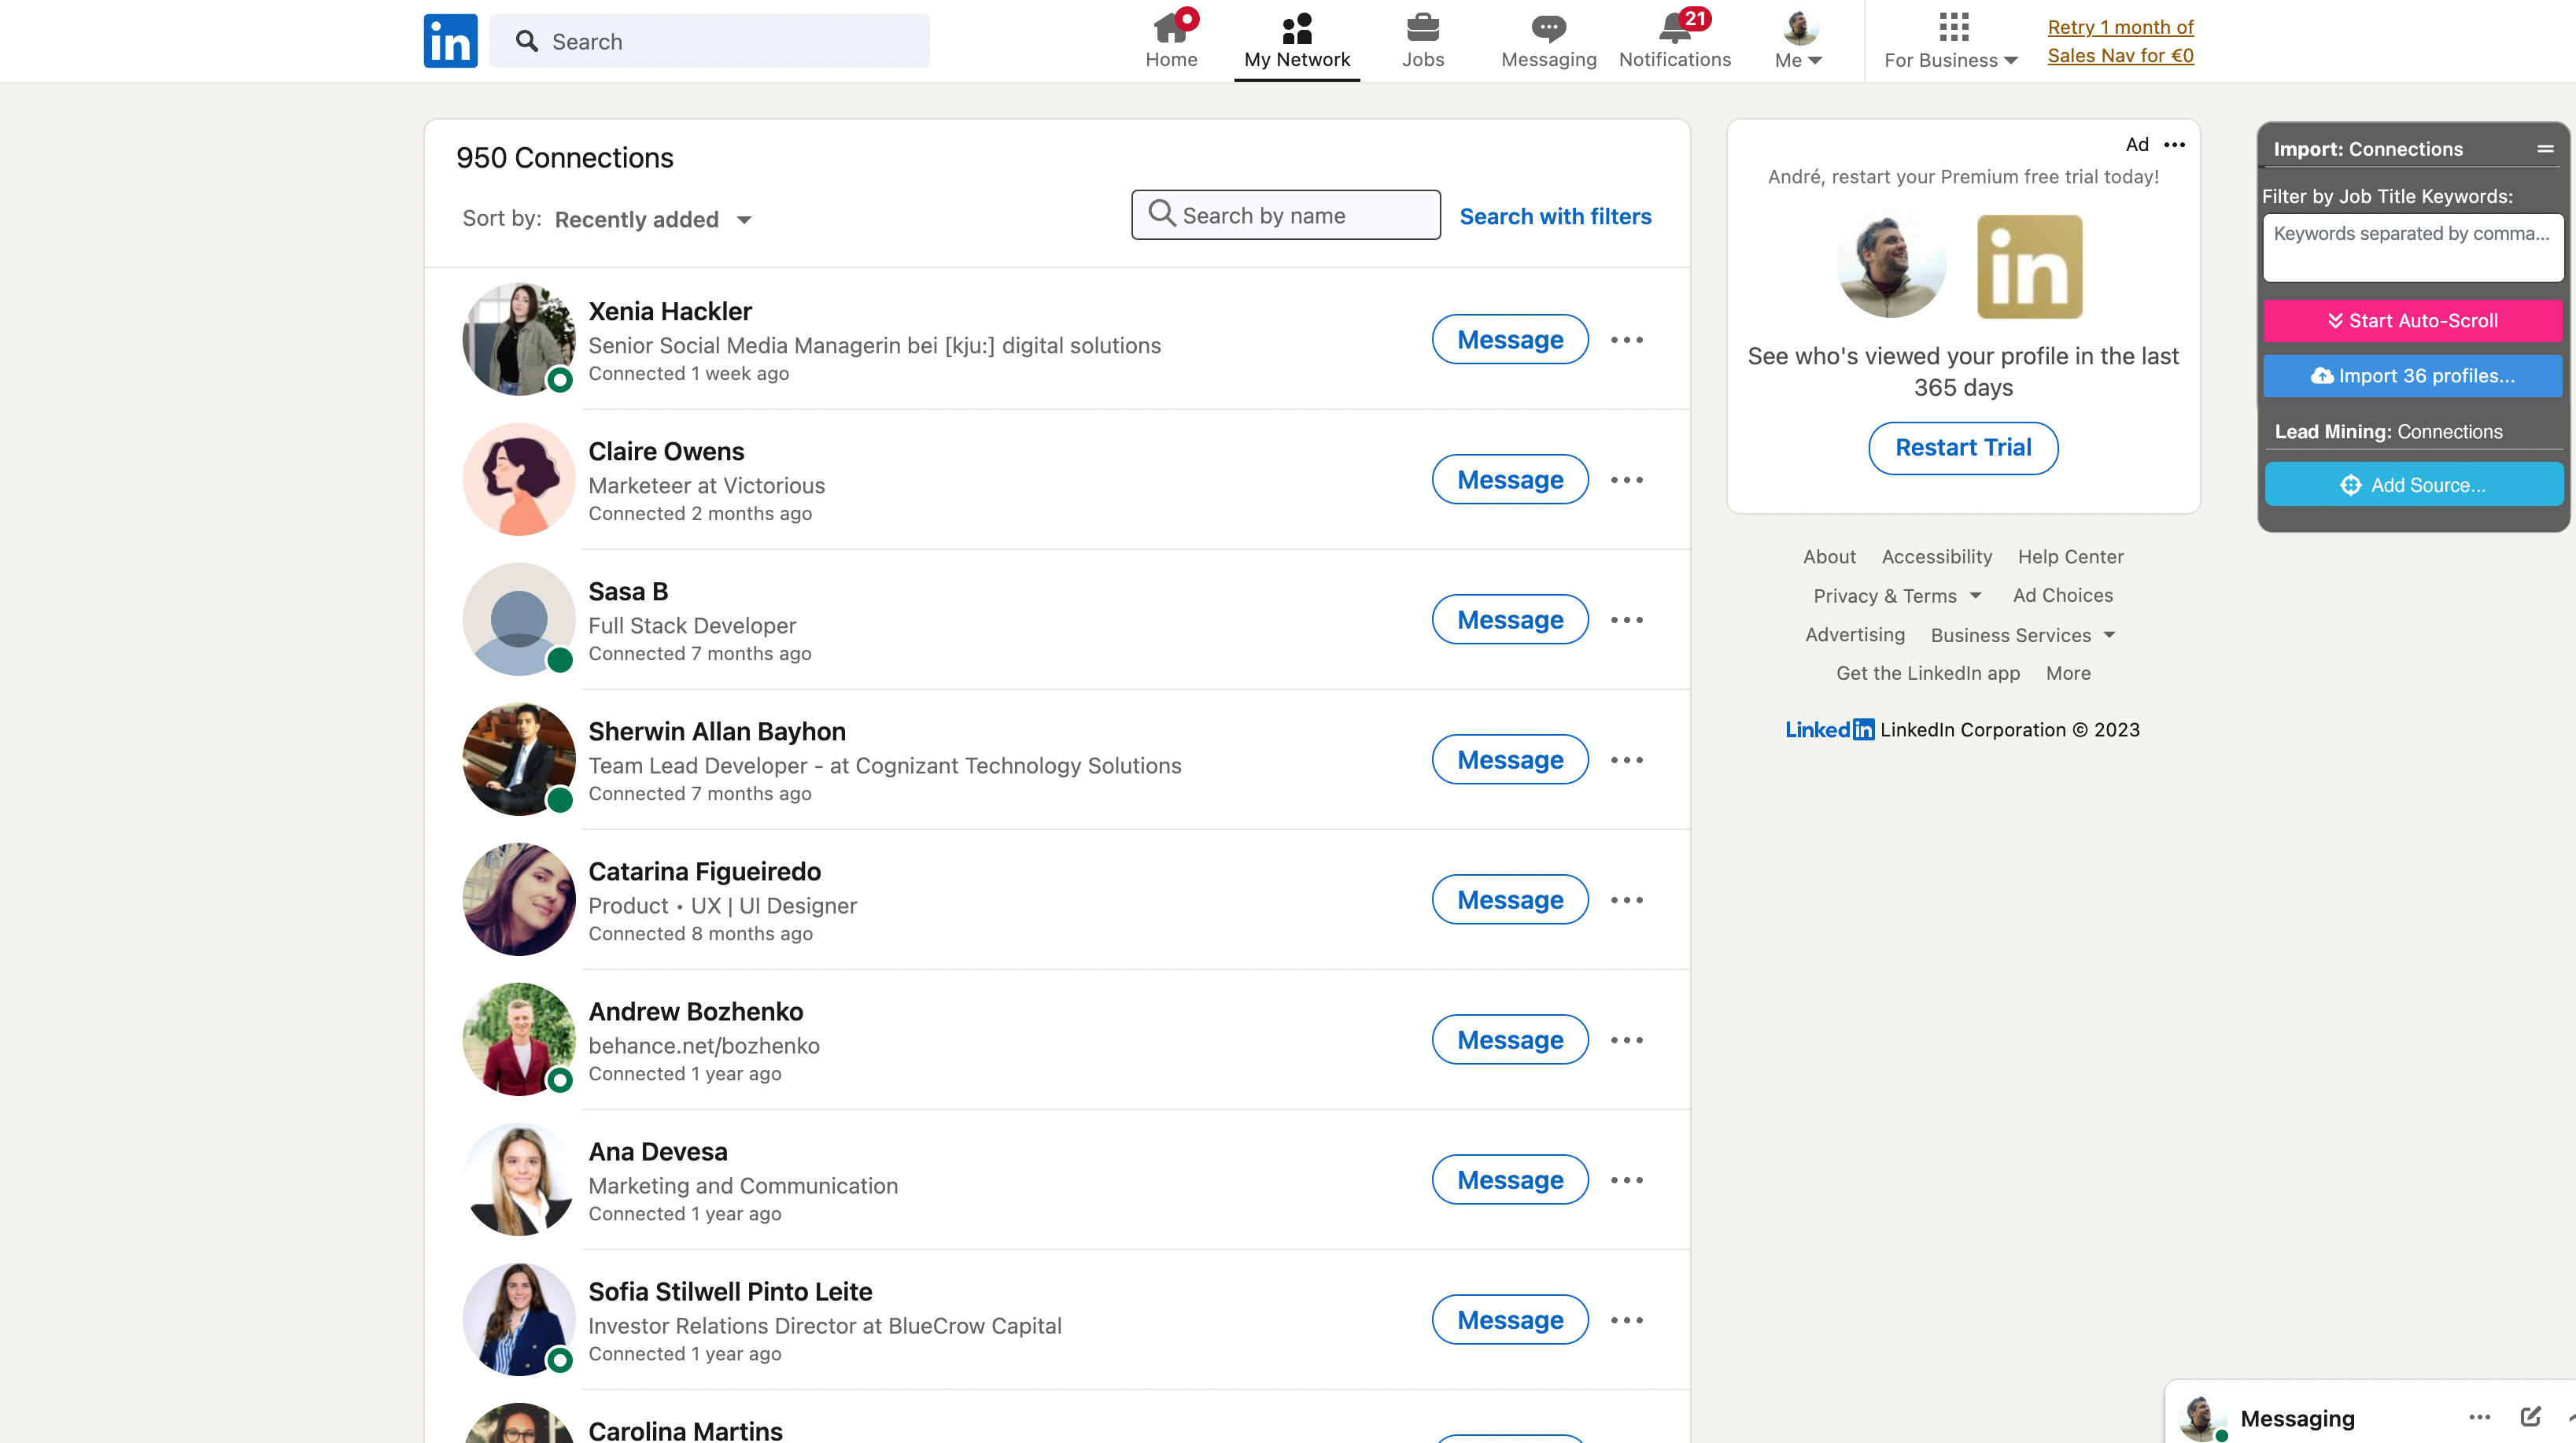 in
Search
Home
My Network
Jobs
Messaging
21
Notifications
Me
For Business
Retry 1 month of
Sales Nav for €0
950 Connections
Sort by: Recently added
Search by name
Search with filters
Xenia Hackler
Senior Social Media Managerin bei [kju:] digital solutions
Connected 1 week ago
Message
Claire Owens
Marketeer at Victorious
Connected 2 months ago
Message
Sasa B
Full Stack Developer
Connected 7 months ago
Message
Sherwin Allan Bayhon
Team Lead Developer - at Cognizant Technology Solutions
Connected 7 months ago
Message
Catarina Figueiredo
Product • UX | UI Designer
Connected 8 months ago
Message
Andrew Bozhenko
behance.net/bozhenko
Connected 1 year ago
Message
Ana Devesa
Marketing and Communication
Connected 1 year ago
Message
Sofia Stilwell Pinto Leite
Investor Relations Director at BlueCrow Capital
Connected 1 year ago
Message
Carolina Martins
Ad
André, restart your Premium free trial today!
in
See who's viewed your profile in the last
365 days
Restart Trial
About Accessibility Help Center
Privacy & Terms Ad Choices
Advertising Business Services
Get the LinkedIn app More
LinkedIn LinkedIn Corporation © 2023
Import: Connections
Filter by Job Title Keywords:
Keywords separated by comma...
Start Auto-Scroll
Import 36 profiles...
Lead Mining: Connections
Add Source...
Messaging